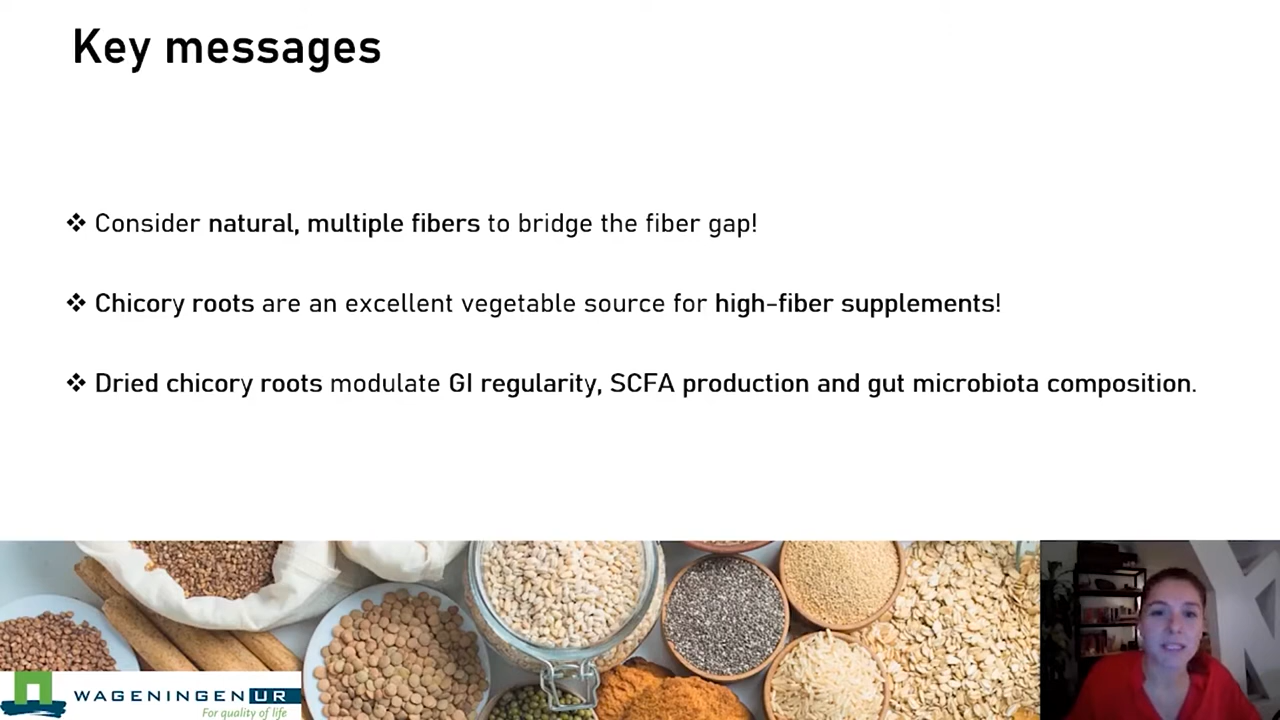 Key messages
❖ Consider natural, multiple fibers to bridge the fiber gap!
❖ Chicory roots are an excellent vegetable source for high-fiber supplements!
❖ Dried chicory roots modulate GI regularity, SCFA production and gut microbiota composition.
WAGENINGEN UR
For quality of life